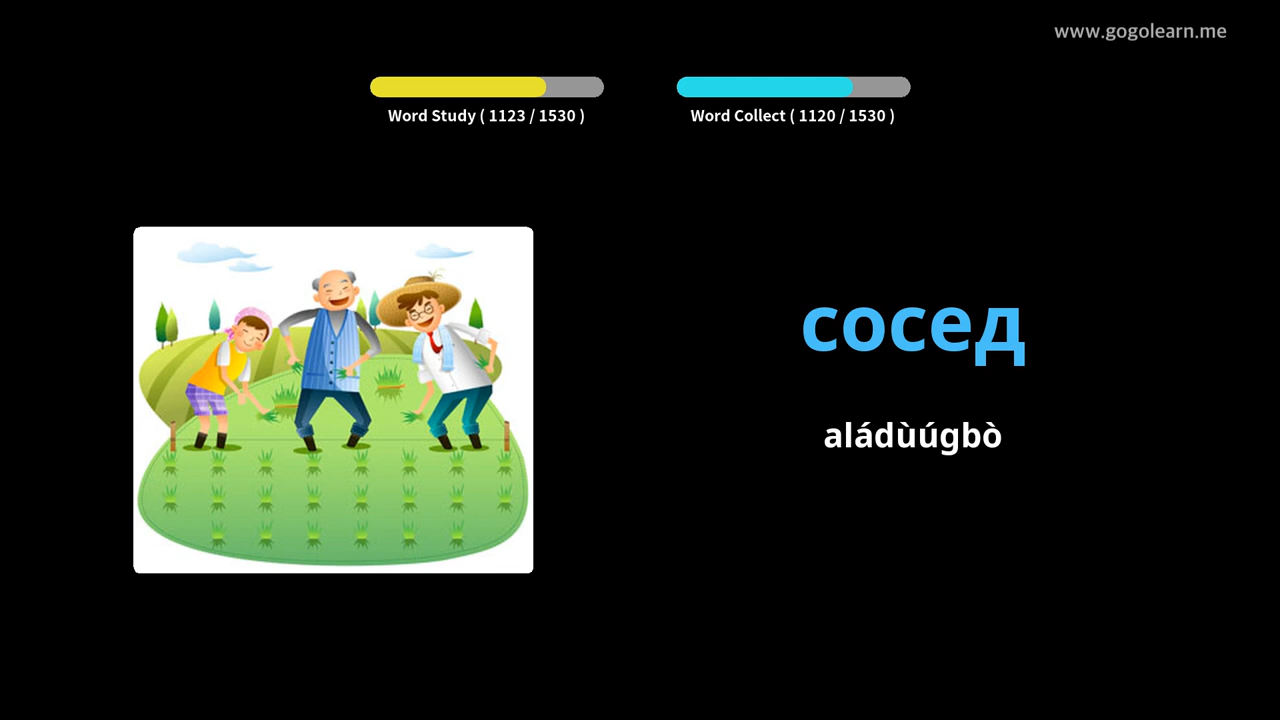 www.gogolearn.me
Word Study ( 1123 / 1530 )
Word Collect ( 1120 / 1530 )
сосед
aládùúgbò